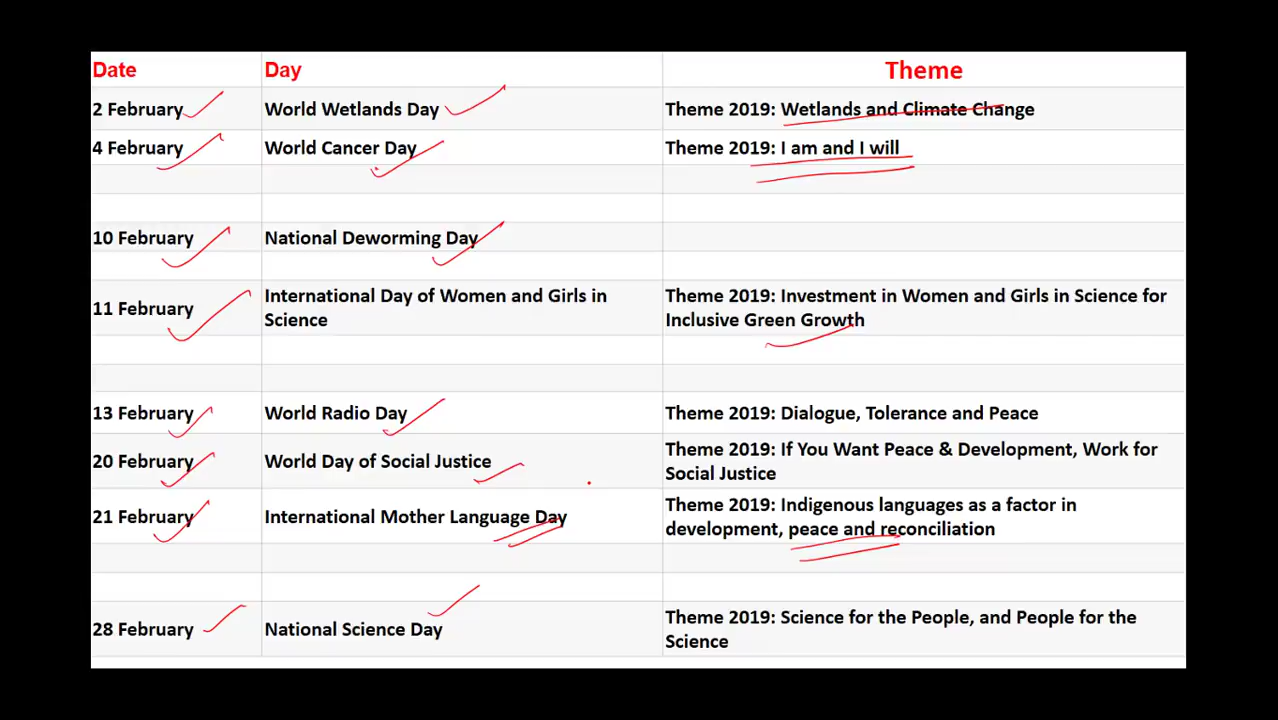 Date Day Theme
2 February World Wetlands Day Theme 2019: Wetlands and Climate Change
4 February World Cancer Day Theme 2019: I am and I will
10 February National Deworming Day
11 February International Day of Women and Girls in Science Theme 2019: Investment in Women and Girls in Science for
Inclusive Green Growth
13 February World Radio Day Theme 2019: Dialogue, Tolerance and Peace
20 February World Day of Social Justice Theme 2019: If You Want Peace & Development, Work for
Social Justice
21 February International Mother Language Day Theme 2019: Indigenous languages as a factor in
development, peace and reconciliation
28 February National Science Day Theme 2019: Science for the People, and People for the
Science